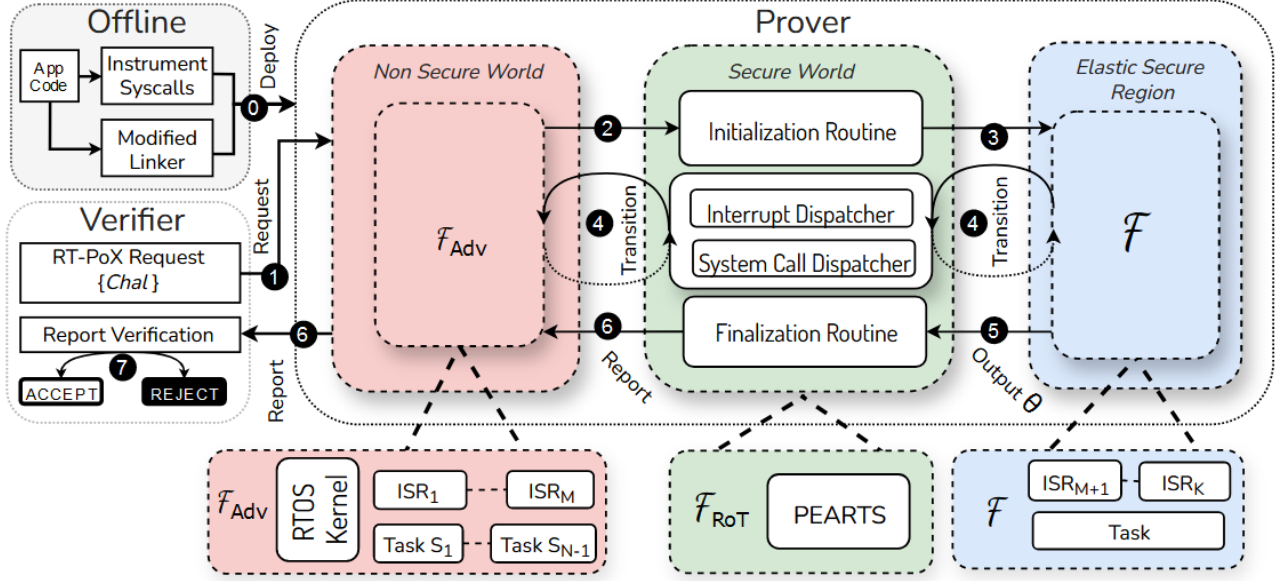 Offline
App
Code
Instrument
Syscalls
Modified
Linker
0
Deploy
Verifier
RT-PoX Request
{Chal}
1
Request
Report Verification
7
ACCEPT
REJECT
6
Report
Prover
Non Secure World
ℱAdv
2
4
Transition
6
Report
Secure World
Initialization Routine
Interrupt Dispatcher
System Call Dispatcher
Finalization Routine
3
4
Transition
5
Output θ
Elastic Secure
Region
ℱ
ℱAdv
RTOS
Kernel
ISR1
ISRM
Task S1
Task SN-1
ℱRoT
PEARTS
ℱ
ISRM+1
ISRK
Task